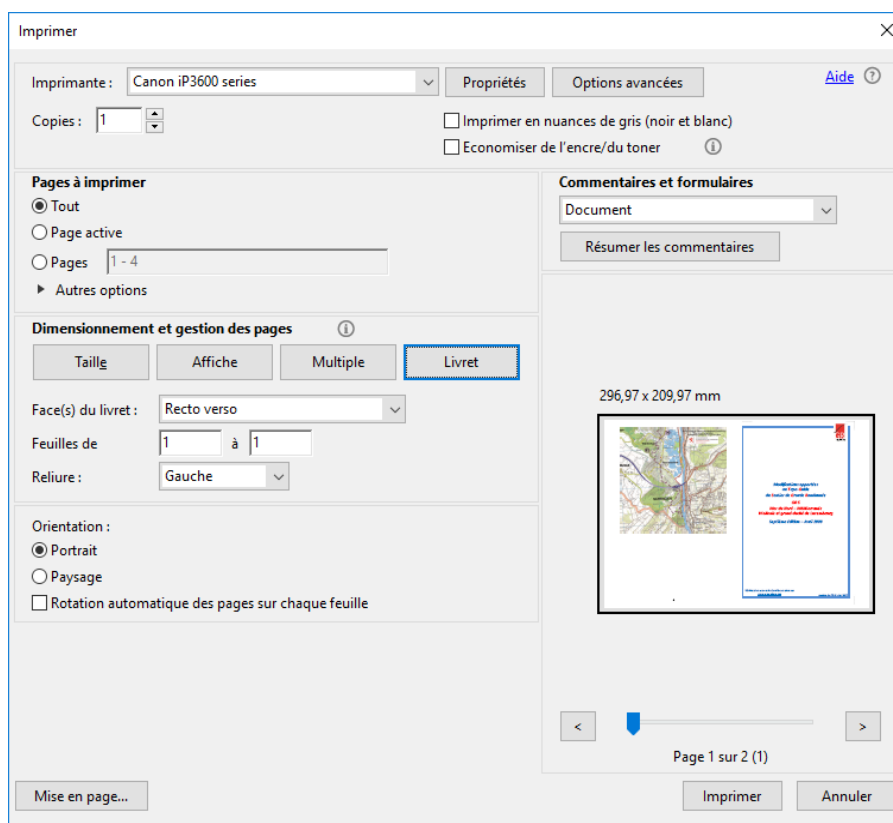 Imprimer
Imprimante : Canon iP3600 series Propriétés Options avancées Aide
Copies : 1
Imprimer en nuances de gris (noir et blanc)
Economiser de l'encre/du toner
Pages à imprimer
Tout
Page active
Pages 1 - 4
Autres options
Commentaires et formulaires
Document
Résumer les commentaires
Dimensionnement et gestion des pages
Taille Affiche Multiple Livret
Face(s) du livret : Recto verso
Feuilles de 1 à 1
Reliure : Gauche
Orientation :
Portrait
Paysage
Rotation automatique des pages sur chaque feuille
296,97 x 209,97 mm
Modifications apportées
< >
Page 1 sur 2 (1)
Mise en page... Imprimer Annuler